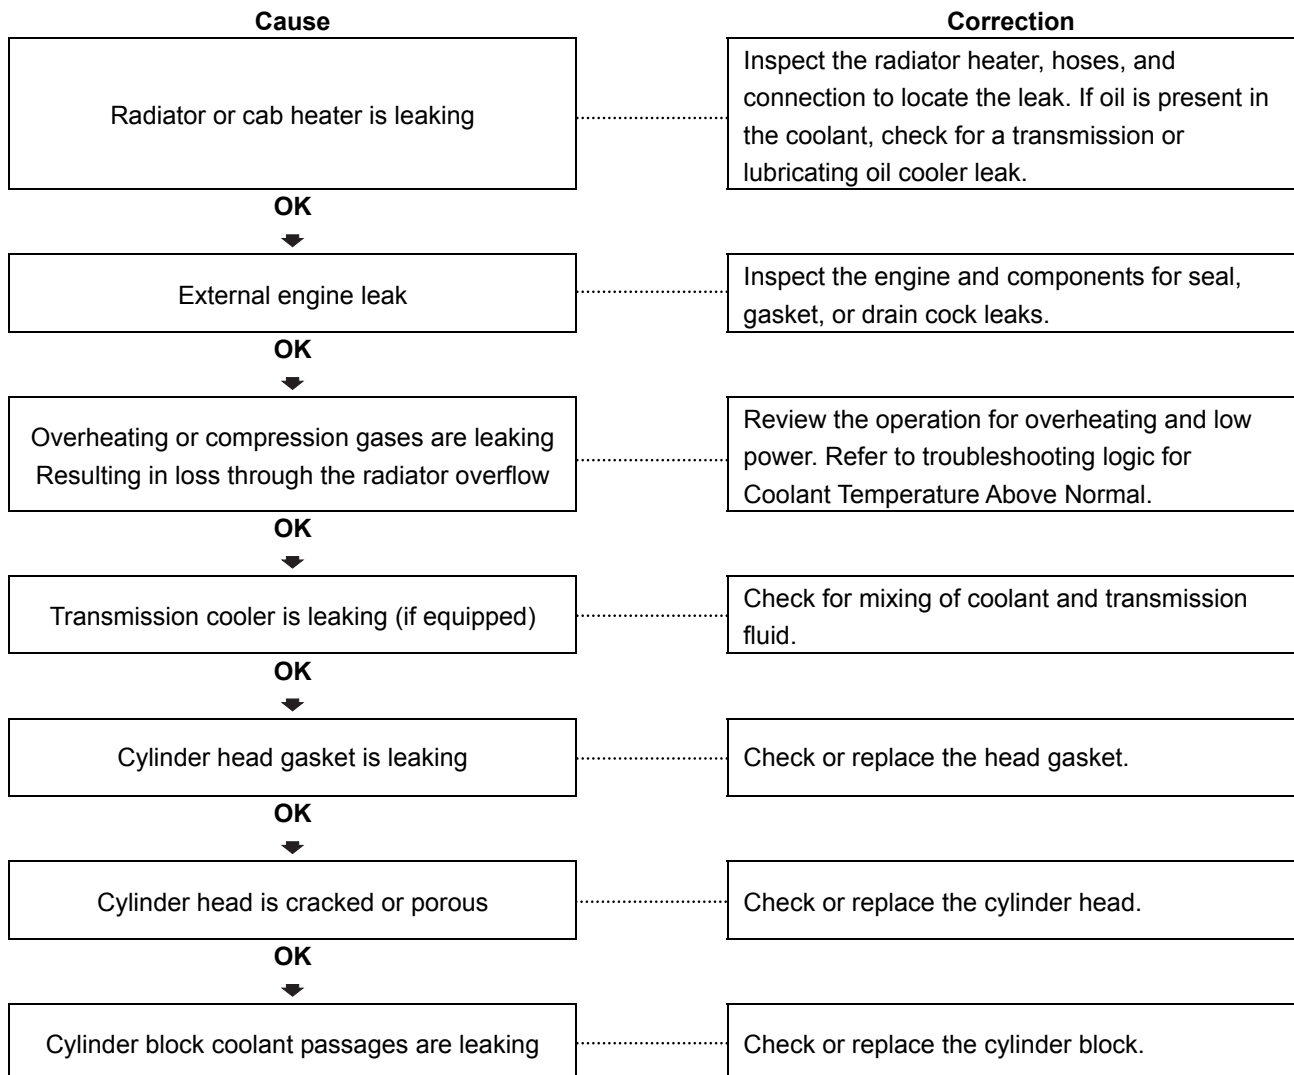 Cause
Correction
Radiator or cab heater is leaking
Inspect the radiator heater, hoses, and
connection to locate the leak. If oil is present in
the coolant, check for a transmission or
lubricating oil cooler leak.
OK
External engine leak
Inspect the engine and components for seal,
gasket, or drain cock leaks.
OK
Overheating or compression gases are leaking
Resulting in loss through the radiator overflow
Review the operation for overheating and low
power. Refer to troubleshooting logic for
Coolant Temperature Above Normal.
OK
Transmission cooler is leaking (if equipped)
Check for mixing of coolant and transmission
fluid.
OK
Cylinder head gasket is leaking
Check or replace the head gasket.
OK
Cylinder head is cracked or porous
Check or replace the cylinder head.
OK
Cylinder block coolant passages are leaking
Check or replace the cylinder block.